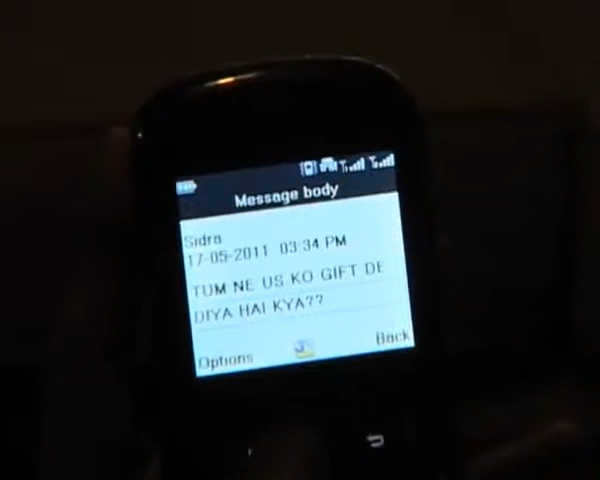 Message body
Sidra
17-05-2011 03:34 PM
TUM NE US KO GIFT DE
DIYA HAI KYA??
Options
Back